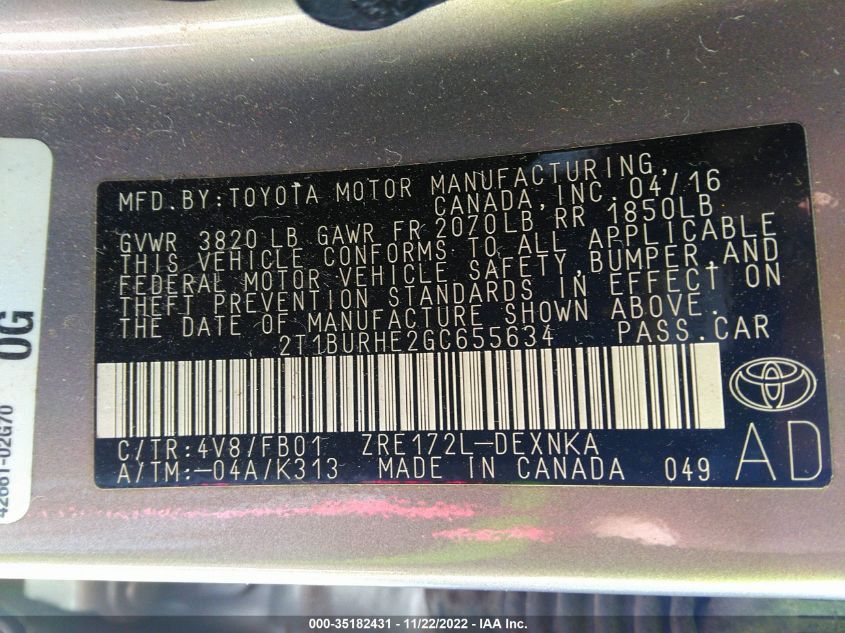 MFD.BY:TOYOTA MOTOR MANUFACTURING,
CANADA, INC. 04/16
GVWR 3820 LB GAWR FR 2070LB RR 1850LB
THIS VEHICLE CONFORMS TO ALL APPLICABLE
FEDERAL MOTOR VEHICLE SAFETY,BUMPER,AND
THEFT PREVENTION STANDARDS IN EFFECT ON
THE DATE OF MANUFACTURE SHOWN ABOVE.
2T1BURHE2GC655634 PASS.CAR
C/TR:4V8/FB01 ZRE172L-DEXNKA
A/TM:-04A/K313 MADE IN CANADA 049
AD
0G
42661-02G70
000-35182431 - 11/22/2022 - IAA Inc.